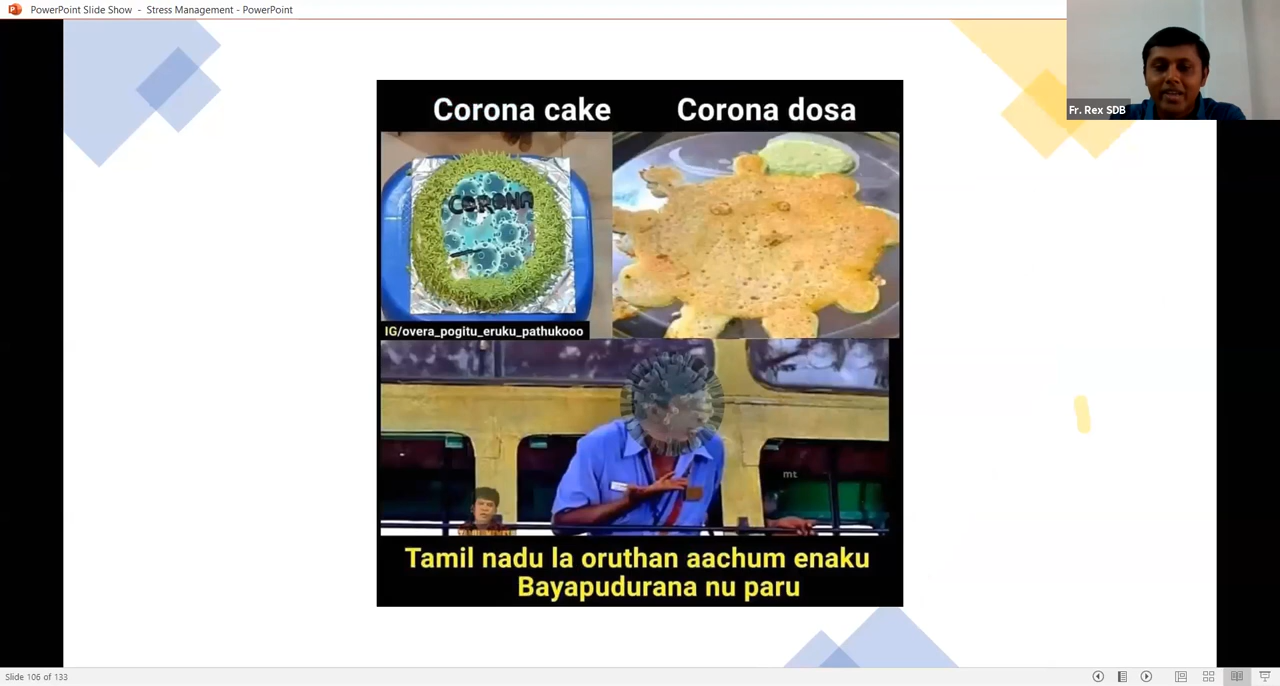 PowerPoint Slide Show - Stress Management - PowerPoint
Fr. Rex SDB
Corona cake Corona dosa
CORONA
IG/overa_pogitu_eruku_pathukooo
mt
Tamil nadu la oruthan aachum enaku
Bayapudurana nu paru
Slide 106 of 133